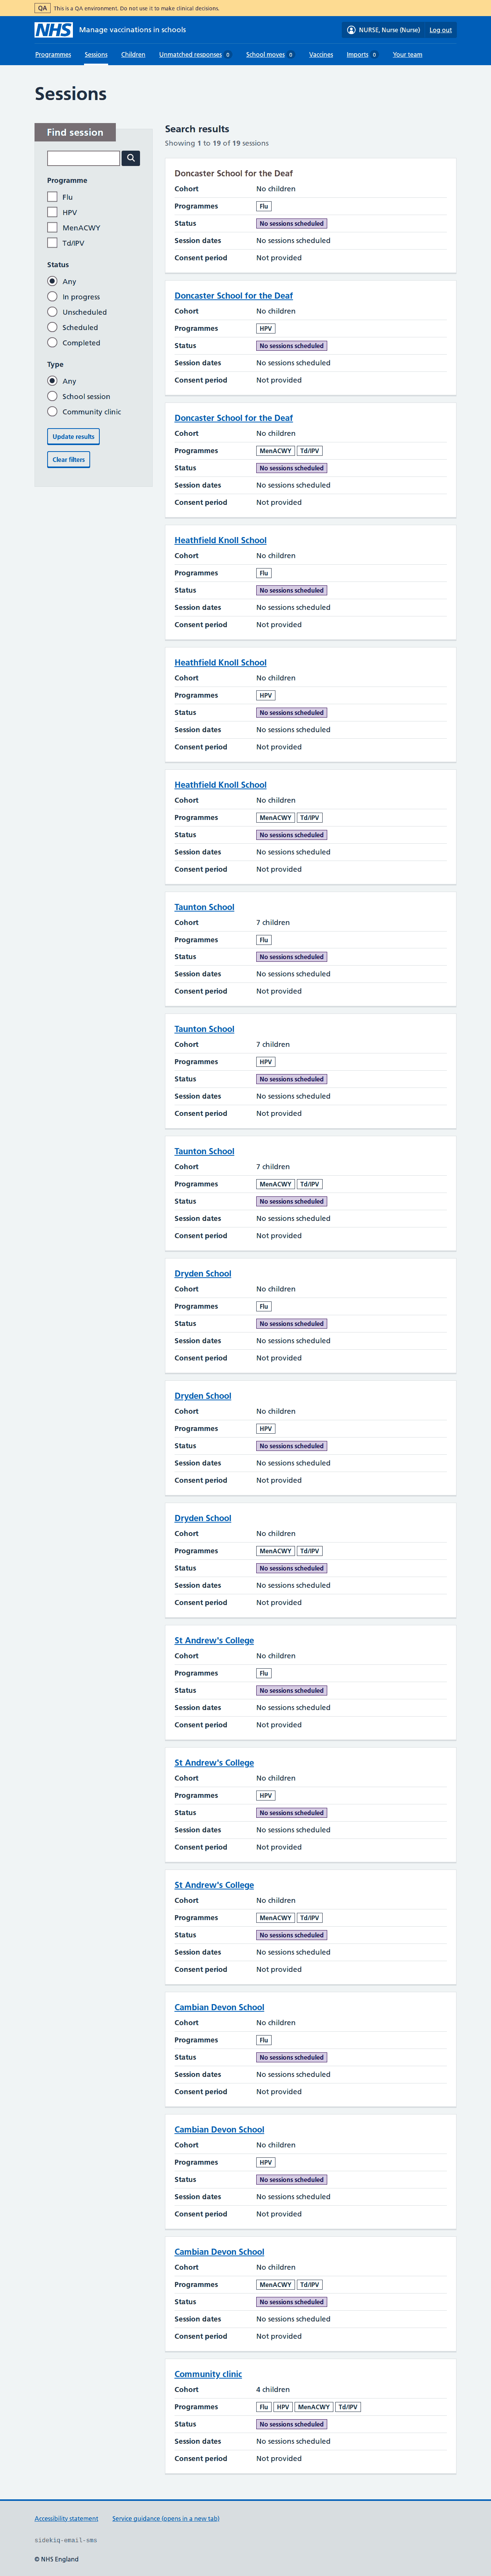 QA This is a QA environment. Do not use it to make clinical decisions.
NHS Manage vaccinations in schools
NURSE, Nurse (Nurse) Log out
Programmes Sessions Children Unmatched responses 0 School moves 0 Vaccines Imports 0 Your team
Sessions
Find session
Programme
Flu
HPV
MenACWY
Td/IPV
Status
Any
In progress
Unscheduled
Scheduled
Completed
Type
Any
School session
Community clinic
Update results
Clear filters
Search results
Showing 1 to 19 of 19 sessions
Doncaster School for the Deaf
Cohort No children
Programmes Flu
Status No sessions scheduled
Session dates No sessions scheduled
Consent period Not provided
Doncaster School for the Deaf
Cohort No children
Programmes HPV
Status No sessions scheduled
Session dates No sessions scheduled
Consent period Not provided
Doncaster School for the Deaf
Cohort No children
Programmes MenACWY Td/IPV
Status No sessions scheduled
Session dates No sessions scheduled
Consent period Not provided
Heathfield Knoll School
Cohort No children
Programmes Flu
Status No sessions scheduled
Session dates No sessions scheduled
Consent period Not provided
Heathfield Knoll School
Cohort No children
Programmes HPV
Status No sessions scheduled
Session dates No sessions scheduled
Consent period Not provided
Heathfield Knoll School
Cohort No children
Programmes MenACWY Td/IPV
Status No sessions scheduled
Session dates No sessions scheduled
Consent period Not provided
Taunton School
Cohort 7 children
Programmes Flu
Status No sessions scheduled
Session dates No sessions scheduled
Consent period Not provided
Taunton School
Cohort 7 children
Programmes HPV
Status No sessions scheduled
Session dates No sessions scheduled
Consent period Not provided
Taunton School
Cohort 7 children
Programmes MenACWY Td/IPV
Status No sessions scheduled
Session dates No sessions scheduled
Consent period Not provided
Dryden School
Cohort No children
Programmes Flu
Status No sessions scheduled
Session dates No sessions scheduled
Consent period Not provided
Dryden School
Cohort No children
Programmes HPV
Status No sessions scheduled
Session dates No sessions scheduled
Consent period Not provided
Dryden School
Cohort No children
Programmes MenACWY Td/IPV
Status No sessions scheduled
Session dates No sessions scheduled
Consent period Not provided
St Andrew's College
Cohort No children
Programmes Flu
Status No sessions scheduled
Session dates No sessions scheduled
Consent period Not provided
St Andrew's College
Cohort No children
Programmes HPV
Status No sessions scheduled
Session dates No sessions scheduled
Consent period Not provided
St Andrew's College
Cohort No children
Programmes MenACWY Td/IPV
Status No sessions scheduled
Session dates No sessions scheduled
Consent period Not provided
Cambian Devon School
Cohort No children
Programmes Flu
Status No sessions scheduled
Session dates No sessions scheduled
Consent period Not provided
Cambian Devon School
Cohort No children
Programmes HPV
Status No sessions scheduled
Session dates No sessions scheduled
Consent period Not provided
Cambian Devon School
Cohort No children
Programmes MenACWY Td/IPV
Status No sessions scheduled
Session dates No sessions scheduled
Consent period Not provided
Community clinic
Cohort 4 children
Programmes Flu HPV MenACWY Td/IPV
Status No sessions scheduled
Session dates No sessions scheduled
Consent period Not provided
Accessibility statement Service guidance (opens in a new tab)
sidekiq-email-sms
© NHS England